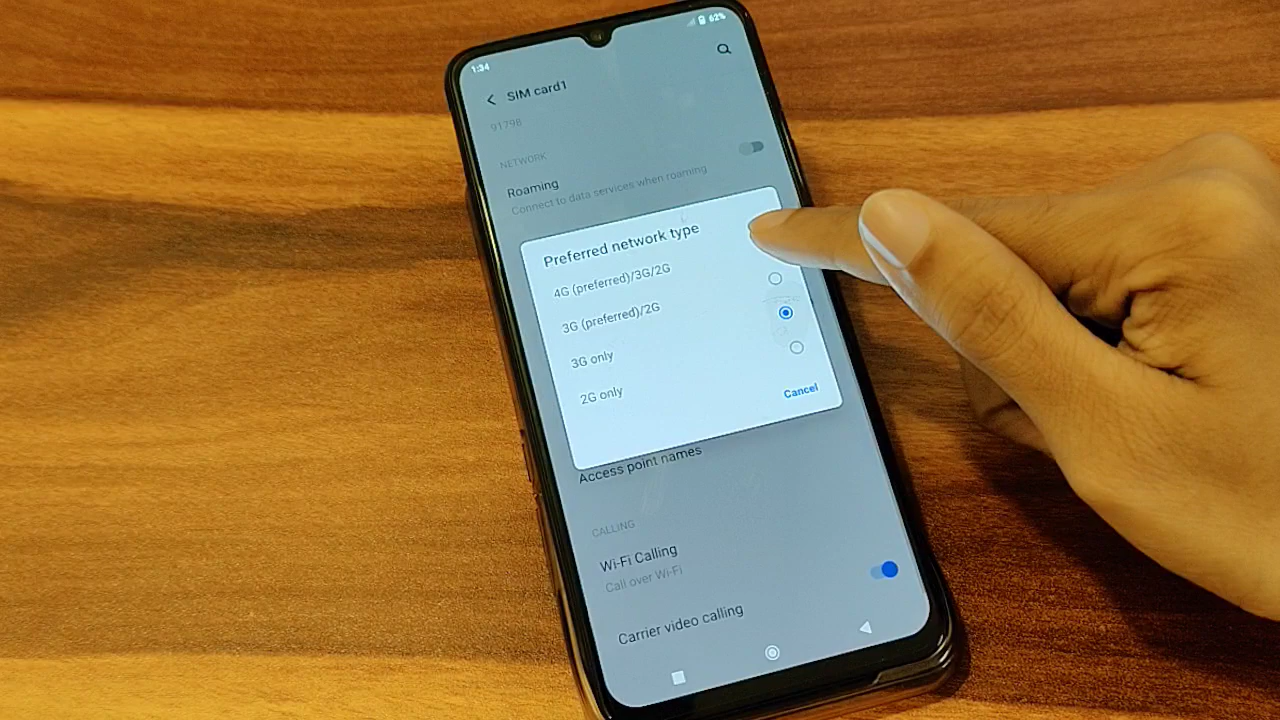 1:34
62%
SIM card1
91798
NETWORK
Roaming
Connect to data services when roaming
Preferred network type
4G (preferred)/3G/2G
3G (preferred)/2G
3G only
2G only
Cancel
Access point names
CALLING
Wi-Fi Calling
Call over Wi-Fi
Carrier video calling